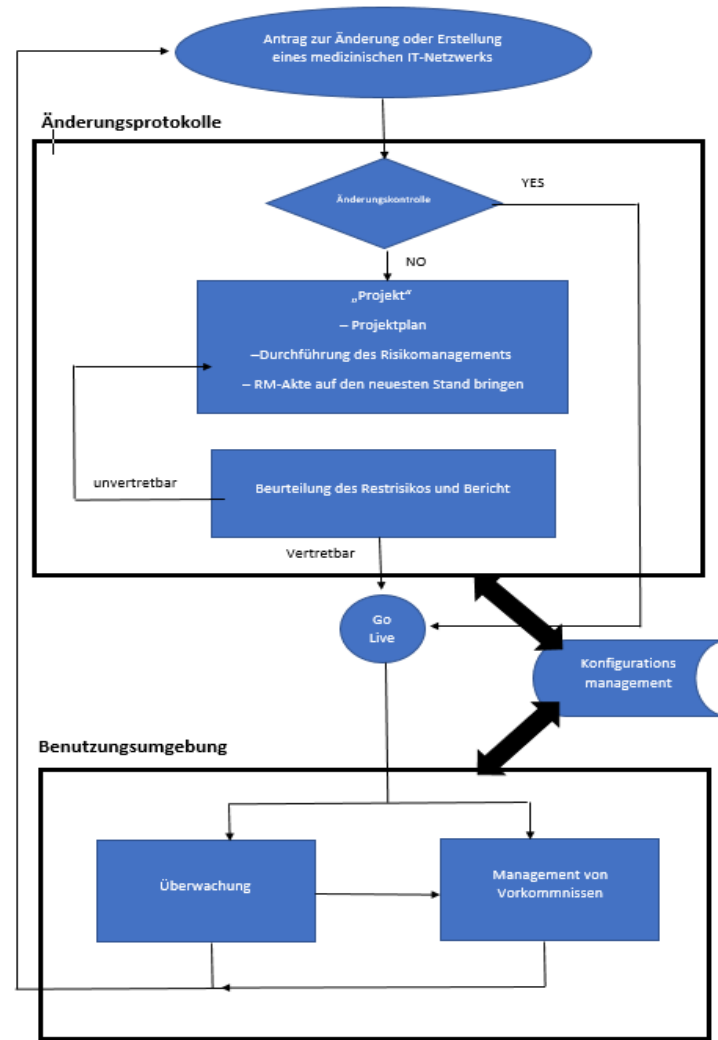 Antrag zur Änderung oder Erstellung
eines medizinischen IT-Netzwerks
Änderungsprotokolle
Änderungskontrolle
YES
NO
„Projekt“
– Projektplan
–Durchführung des Risikomanagements
– RM-Akte auf den neuesten Stand bringen
unvertretbar
Beurteilung des Restrisikos und Bericht
Vertretbar
Go
Live
Konfigurations
management
Benutzungsumgebung
Überwachung
Management von
Vorkommnissen